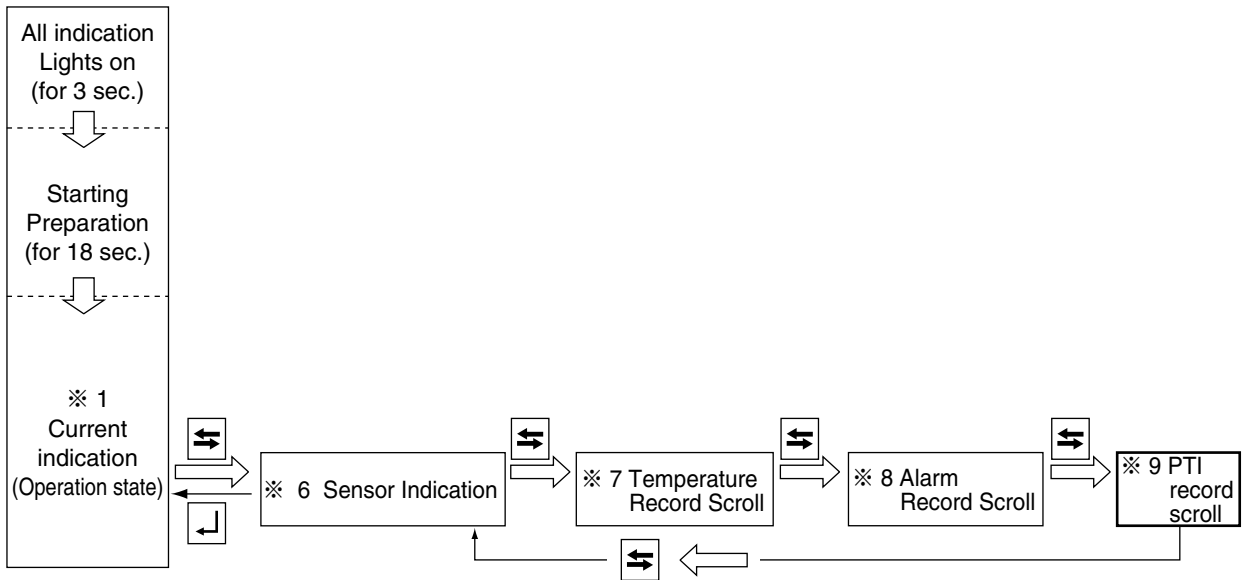 All indication
Lights on
(for 3 sec.)
Starting
Preparation
(for 18 sec.)
※ 1
Current
indication
(Operation state)
※ 6 Sensor Indication
※ 7 Temperature
Record Scroll
※ 8 Alarm
Record Scroll
※ 9 PTI
record
scroll